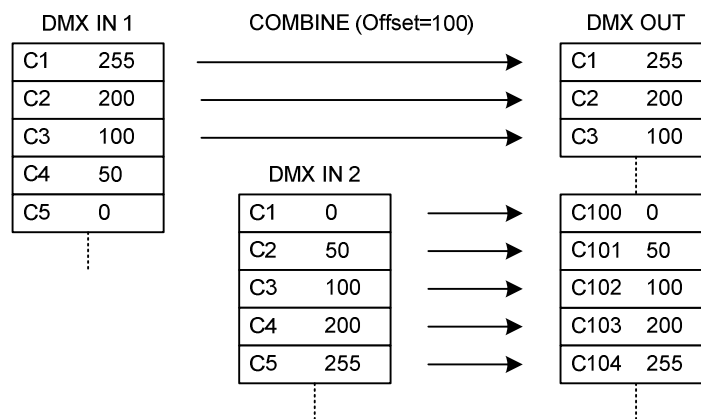 DMX IN 1 COMBINE (Offset=100) DMX OUT
C1 255 C1 255
C2 200 C2 200
C3 100 C3 100
C4 50
DMX IN 2
C5 0
C1 0 C100 0
C2 50 C101 50
C3 100 C102 100
C4 200 C103 200
C5 255 C104 255